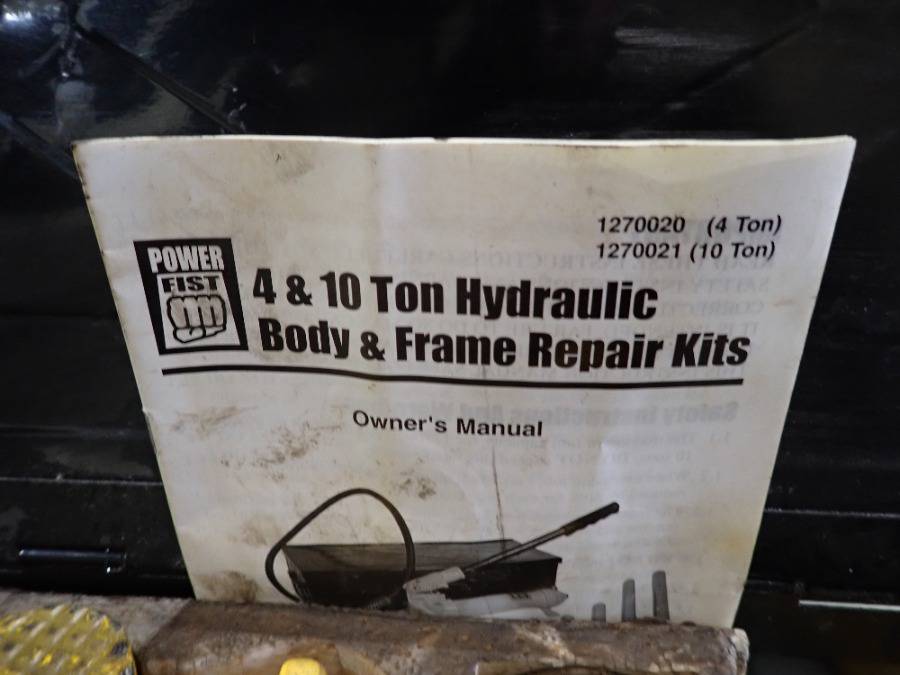 1270020 (4 Ton)
1270021 (10 Ton)
POWER
FIST
4 & 10 Ton Hydraulic
Body & Frame Repair Kits
Owner's Manual